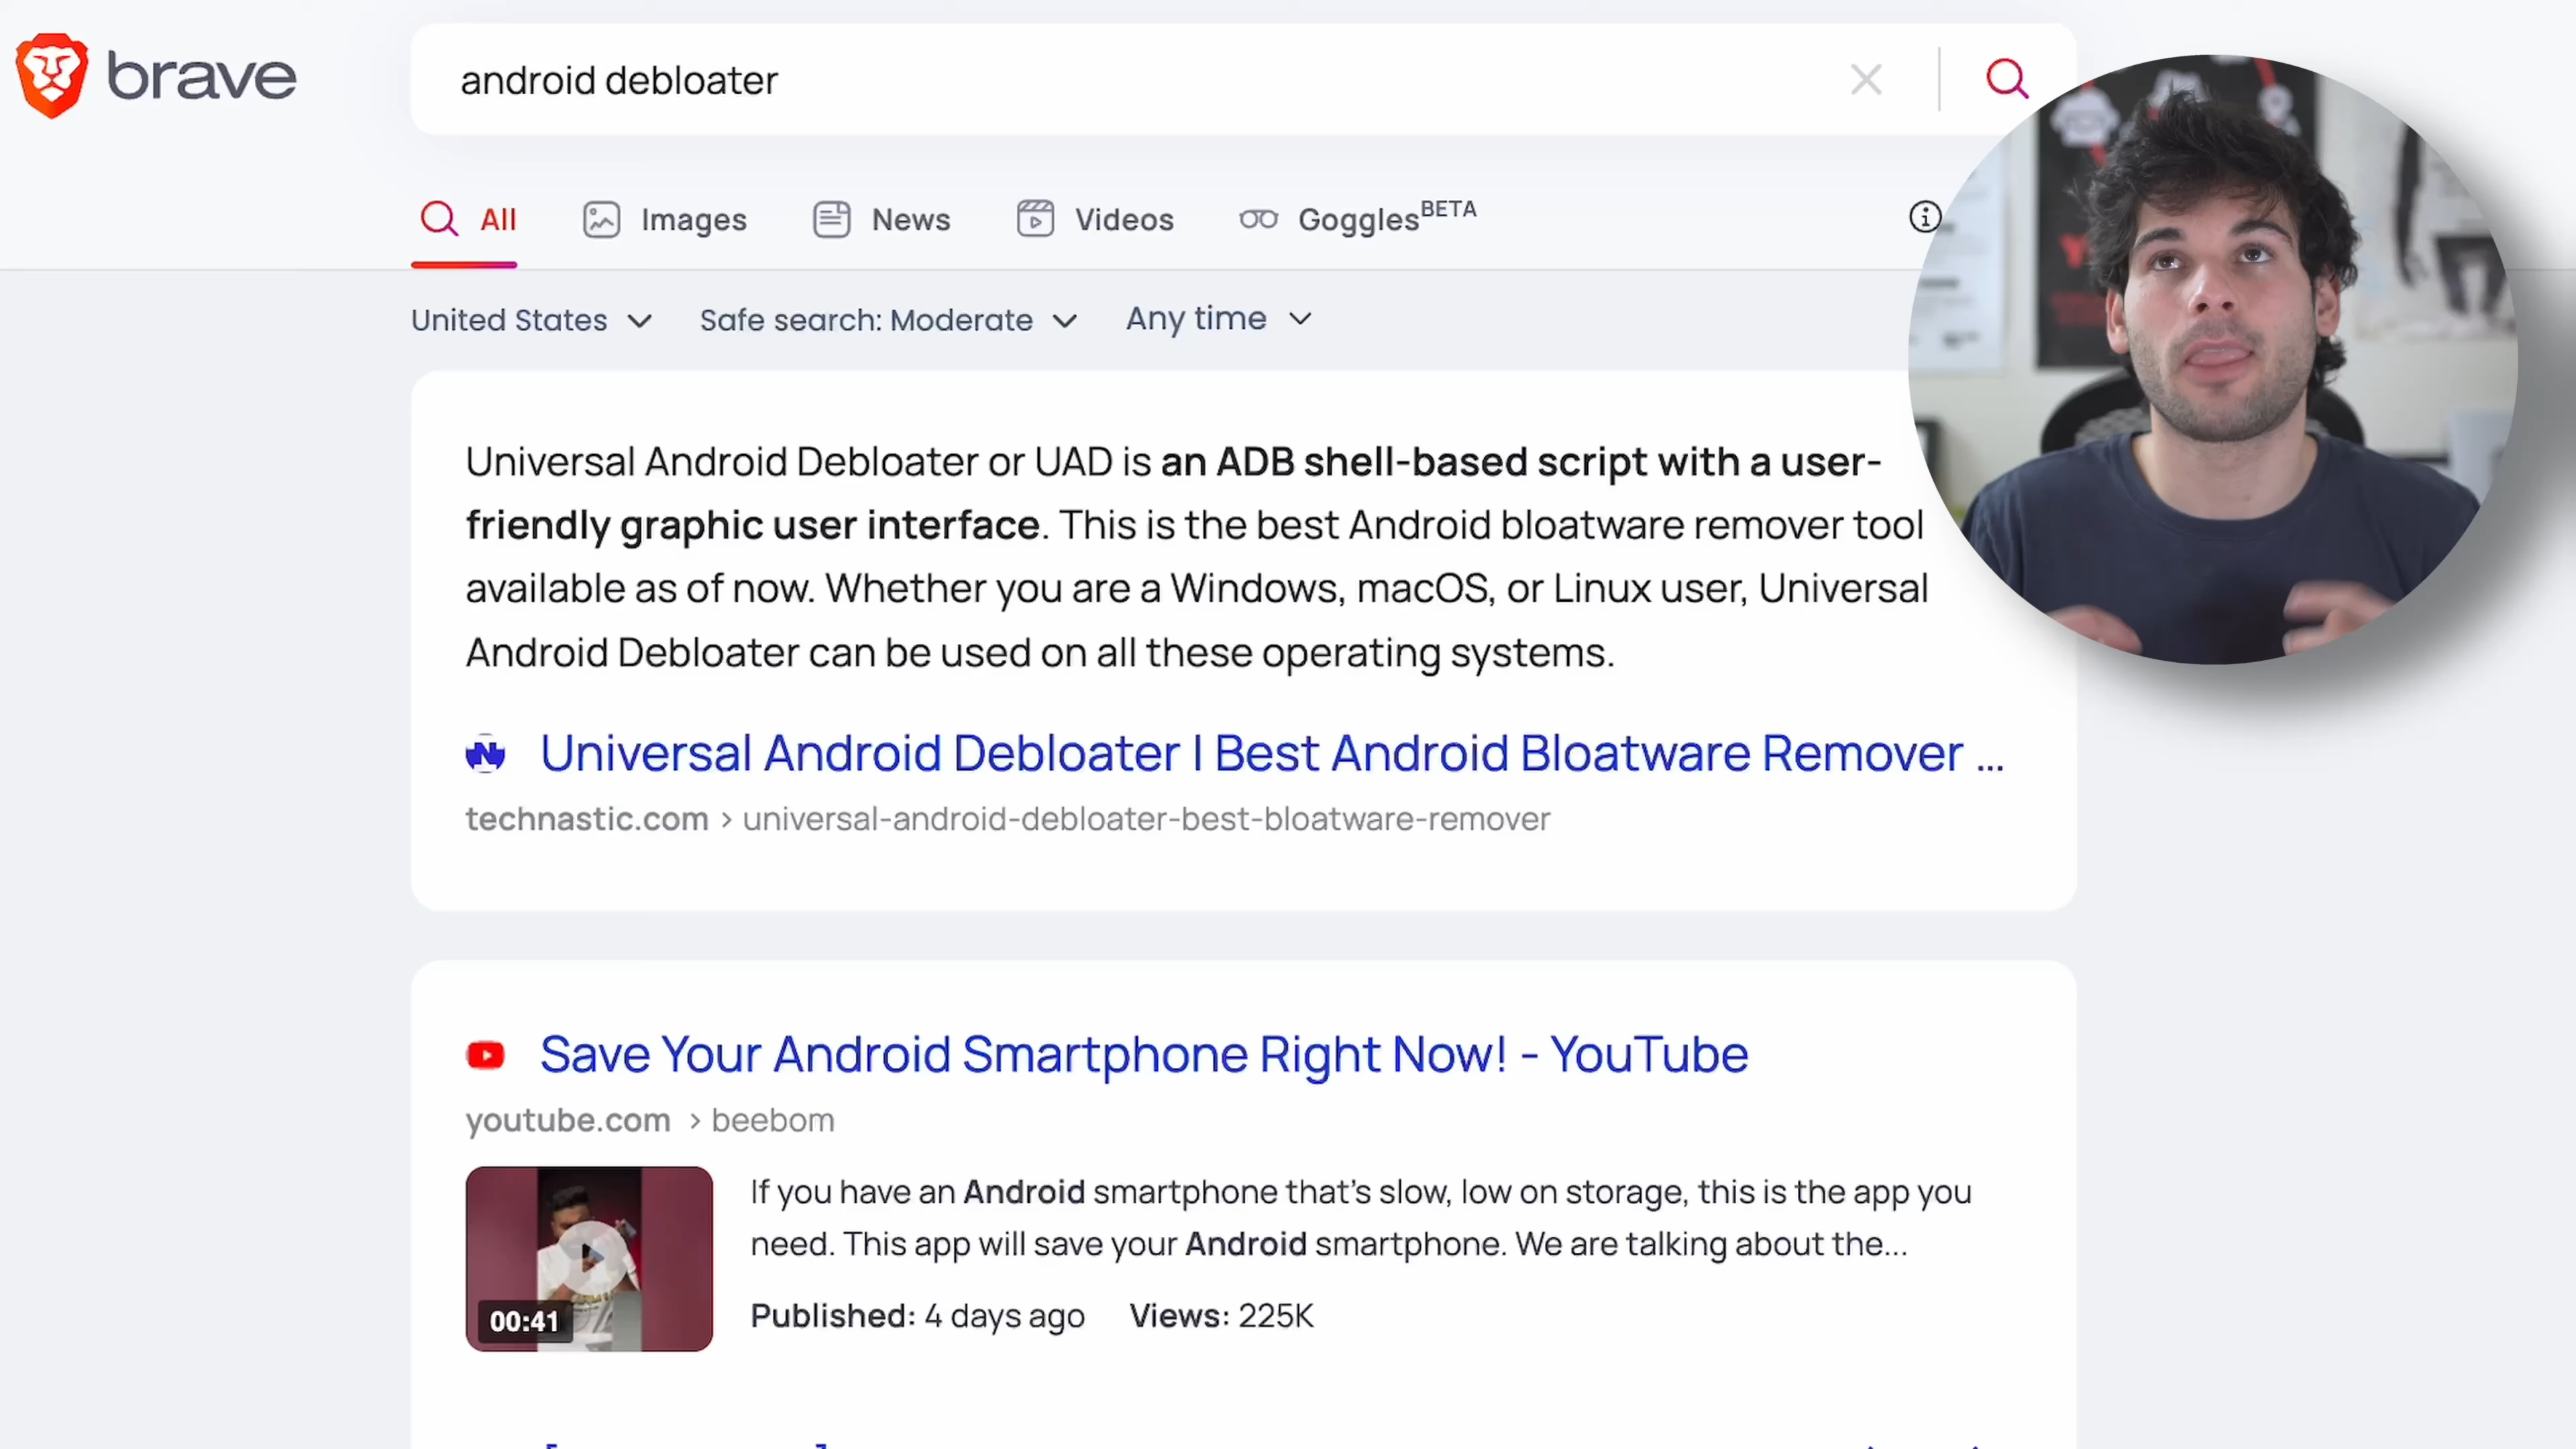 brave
android debloater
All
Images
News
Videos
Goggles BETA
United States
Safe search: Moderate
Any time
Universal Android Debloater or UAD is an ADB shell-based script with a user-
friendly graphic user interface. This is the best Android bloatware remover tool
available as of now. Whether you are a Windows, macOS, or Linux user, Universal
Android Debloater can be used on all these operating systems.
Universal Android Debloater | Best Android Bloatware Remover ...
technastic.com › universal-android-debloater-best-bloatware-remover
Save Your Android Smartphone Right Now! - YouTube
youtube.com › beebom
If you have an Android smartphone that's slow, low on storage, this is the app you
need. This app will save your Android smartphone. We are talking about the...
00:41
Published: 4 days ago Views: 225K